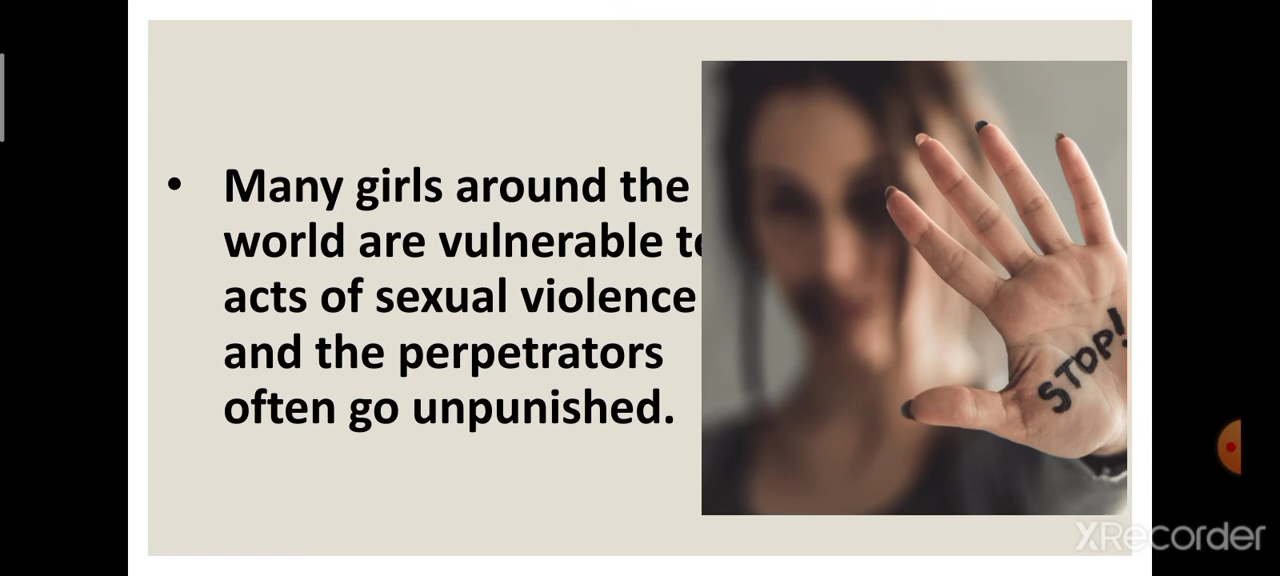 • Many girls around the
world are vulnerable to
acts of sexual violence
and the perpetrators
often go unpunished.
STOP!
XRecorder